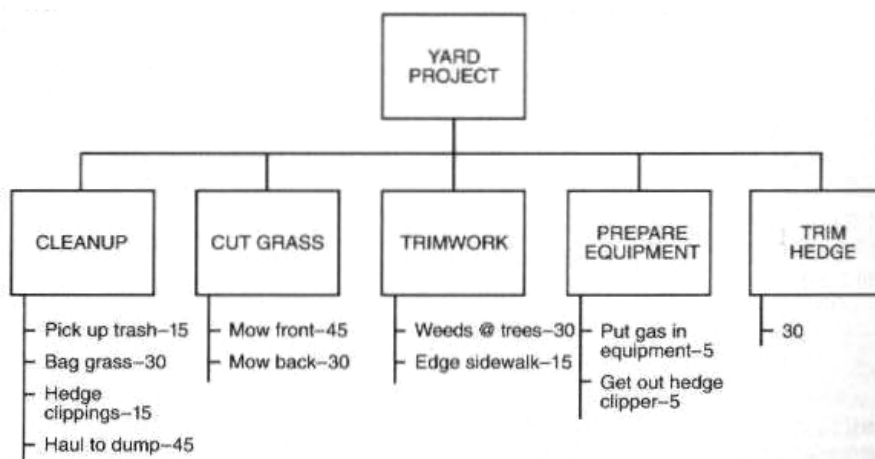 YARD
PROJECT
CLEANUP
CUT GRASS
TRIMWORK
PREPARE
EQUIPMENT
TRIM
HEDGE
Pick up trash–15
Bag grass–30
Hedge
clippings–15
Haul to dump–45
Mow front–45
Mow back–30
Weeds @ trees–30
Edge sidewalk–15
Put gas in
equipment–5
Get out hedge
clipper–5
30